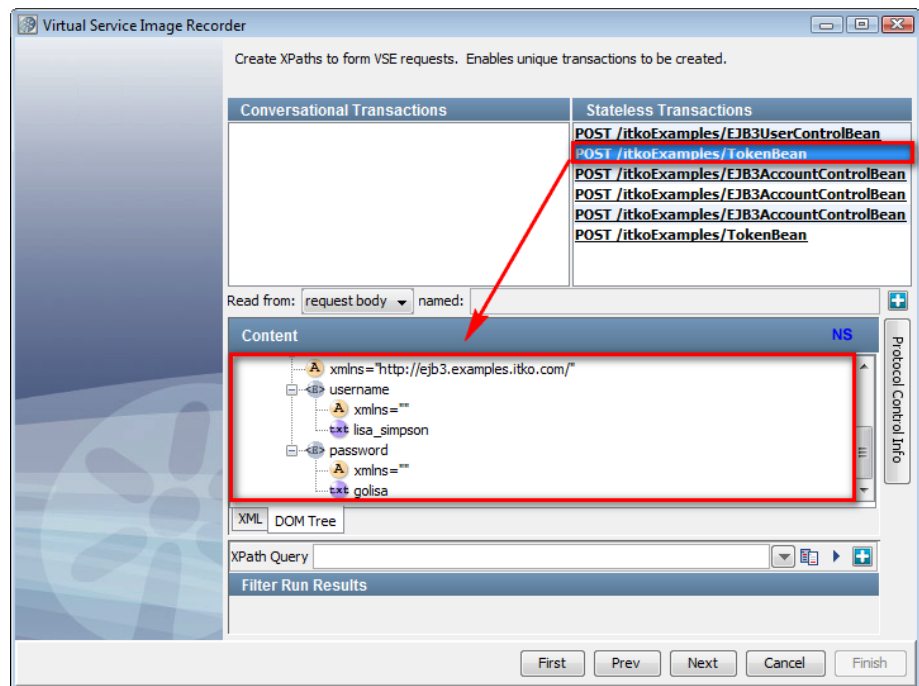 Virtual Service Image Recorder
Create XPaths to form VSE requests. Enables unique transactions to be created.
Conversational Transactions
Stateless Transactions
POST /itkoExamples/EJB3UserControlBean
POST /itkoExamples/TokenBean
POST /itkoExamples/EJB3AccountControlBean
POST /itkoExamples/EJB3AccountControlBean
POST /itkoExamples/EJB3AccountControlBean
POST /itkoExamples/TokenBean
Read from: request body named:
Content NS
Protocol Control Info
A xmlns="http://ejb3.examples.itko.com/"
<E> username
A xmlns=""
txt lisa_simpson
<E> password
A xmlns=""
txt golisa
XML DOM Tree
XPath Query
Filter Run Results
First Prev Next Cancel Finish